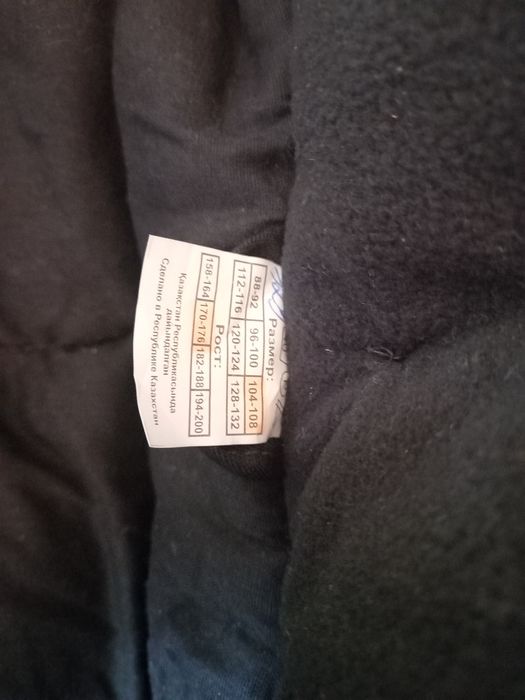 Размер:
88-92 96-100 104-108
112-116 120-124 128-132
Рост:
158-164 170-176 182-188 194-200
Қазақстан Республикасында
дайындалған
Сделано в Республике Казахстан